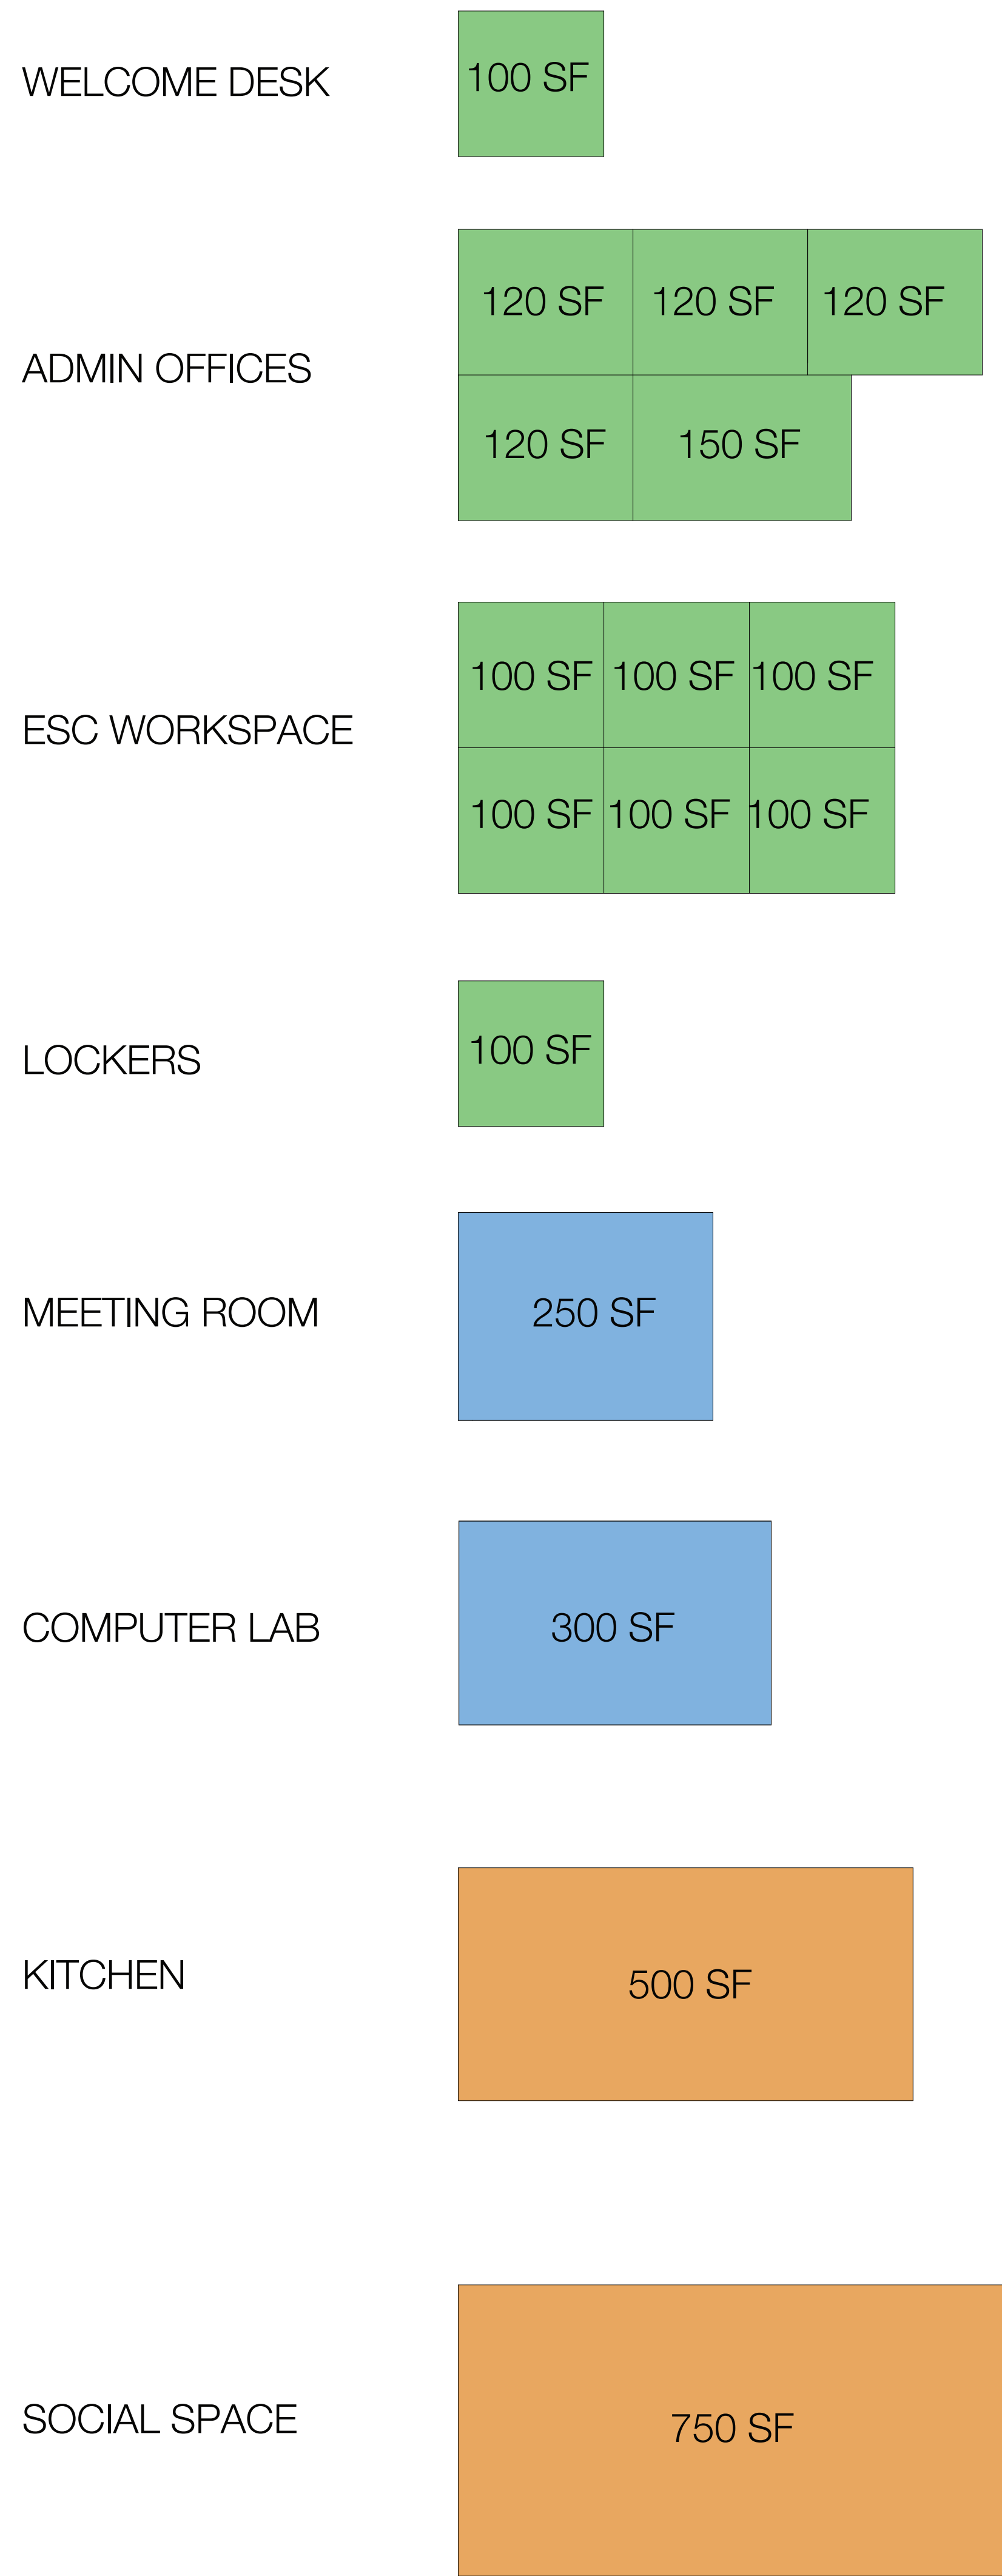 WELCOME DESK
100 SF
120 SF 120 SF 120 SF
ADMIN OFFICES
120 SF 150 SF
100 SF 100 SF 100 SF
ESC WORKSPACE
100 SF 100 SF 100 SF
LOCKERS
100 SF
MEETING ROOM
250 SF
COMPUTER LAB
300 SF
KITCHEN
500 SF
SOCIAL SPACE
750 SF